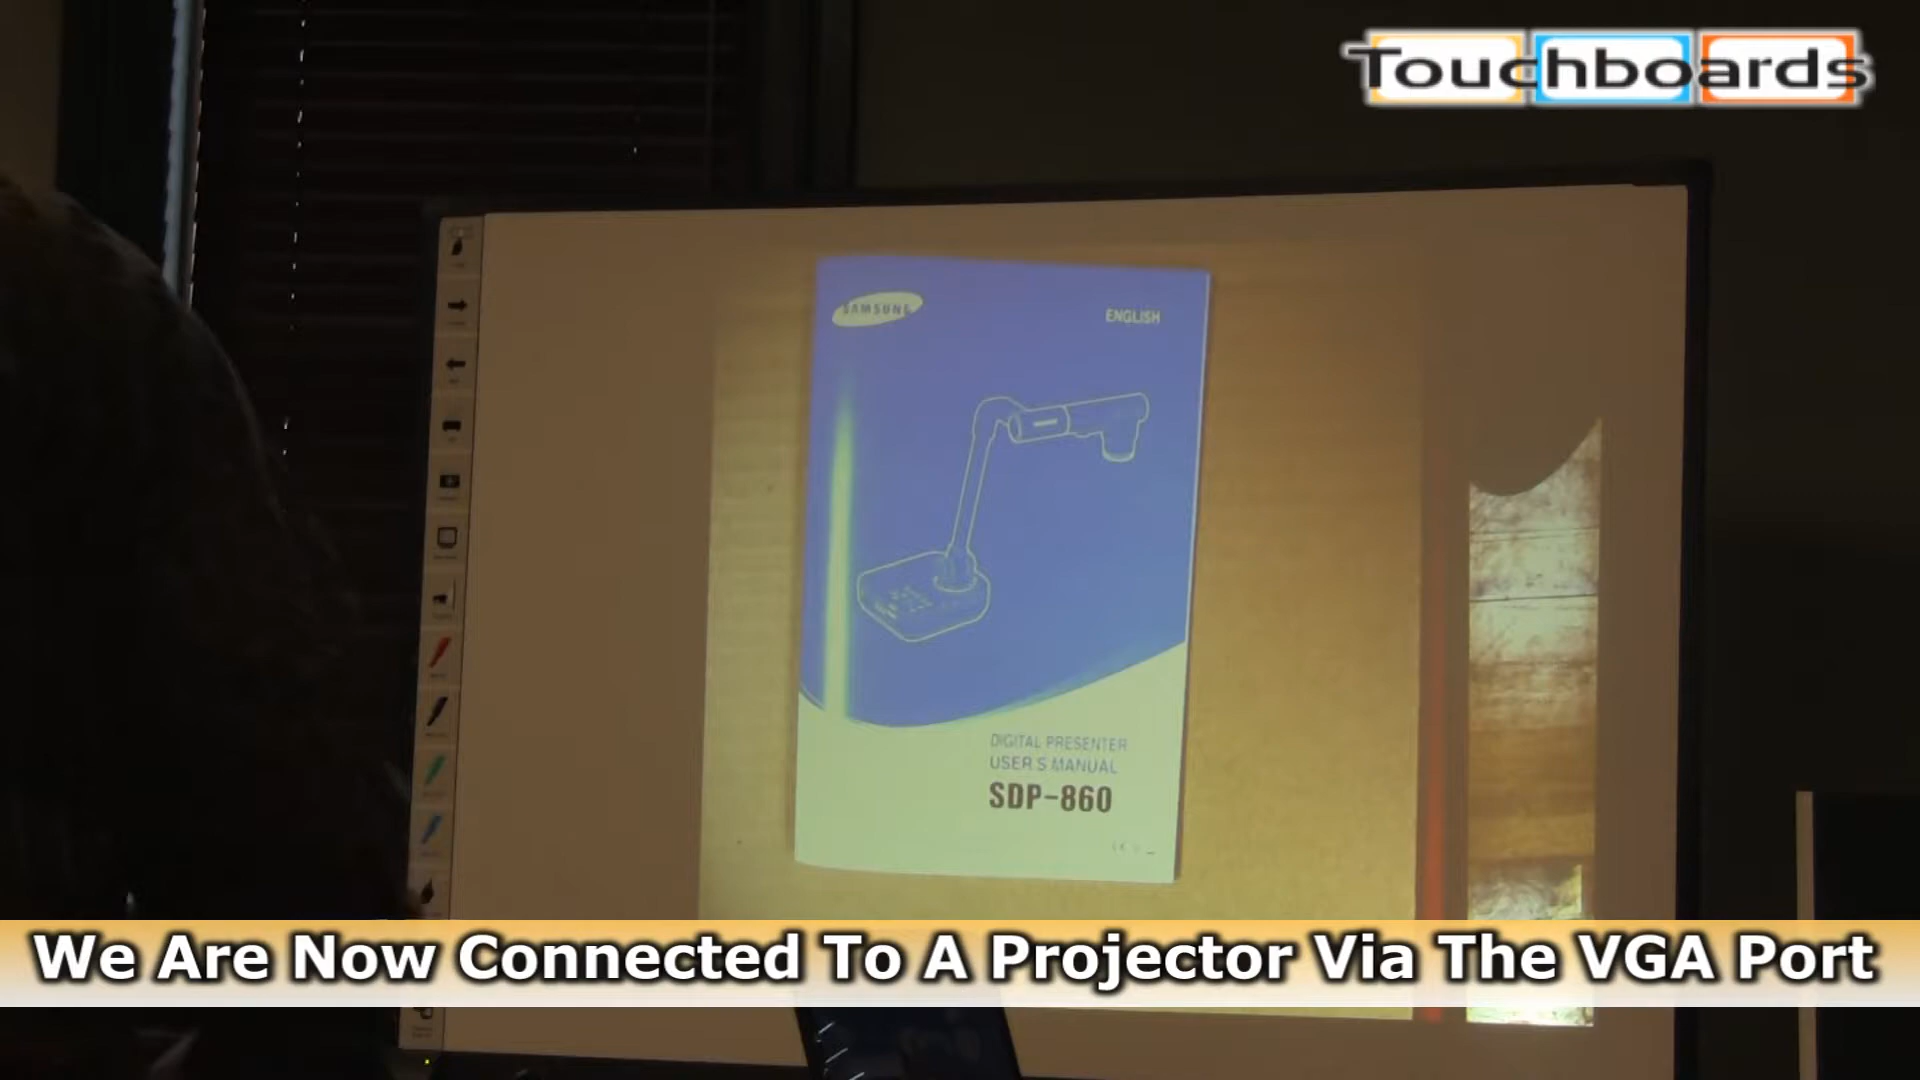 Touchboards
SAMSUNG
ENGLISH
DIGITAL PRESENTER
USER'S MANUAL
SDP-860
We Are Now Connected To A Projector Via The VGA Port